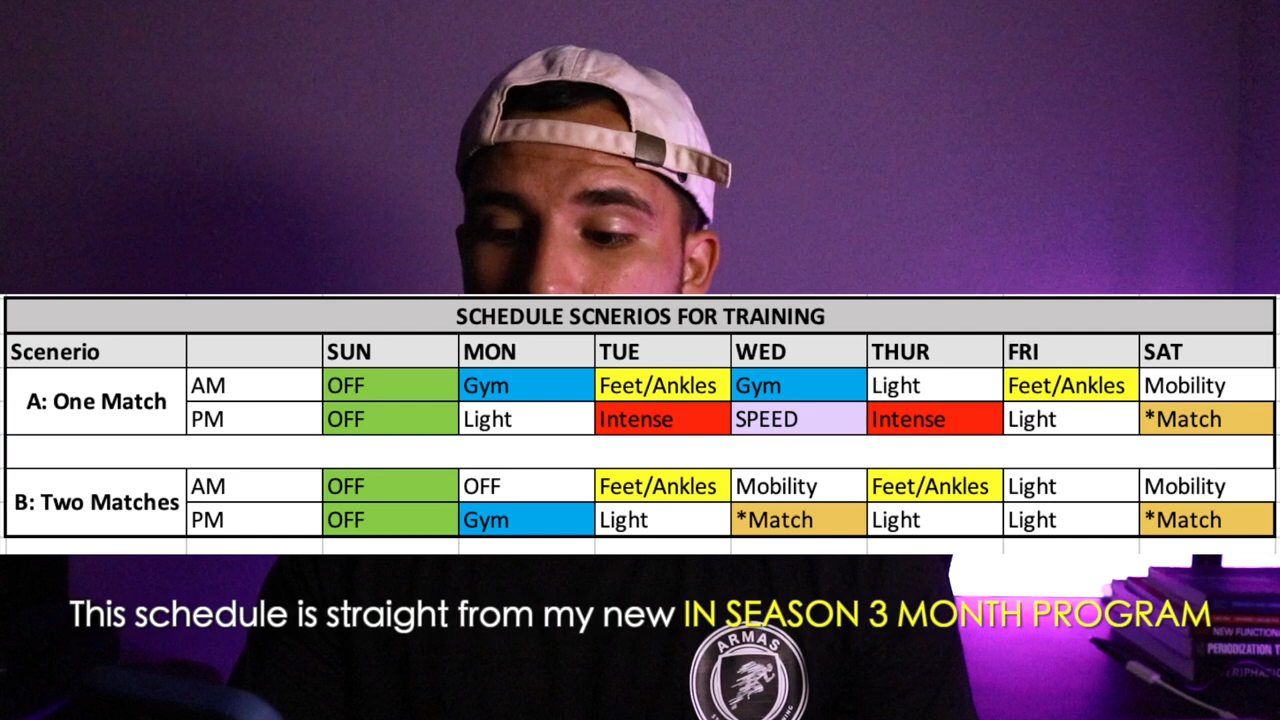 SCHEDULE SCNERIOS FOR TRAINING
Scenerio SUN MON TUE WED THUR FRI SAT
A: One Match
AM OFF Gym Feet/Ankles Gym Light Feet/Ankles Mobility
PM OFF Light Intense SPEED Intense Light *Match
B: Two Matches
AM OFF OFF Feet/Ankles Mobility Feet/Ankles Light Mobility
PM OFF Gym Light *Match Light Light *Match
This schedule is straight from my new IN SEASON 3 MONTH PROGRAM
ARMAS
NEW FUNCTION
PERIODIZATION T